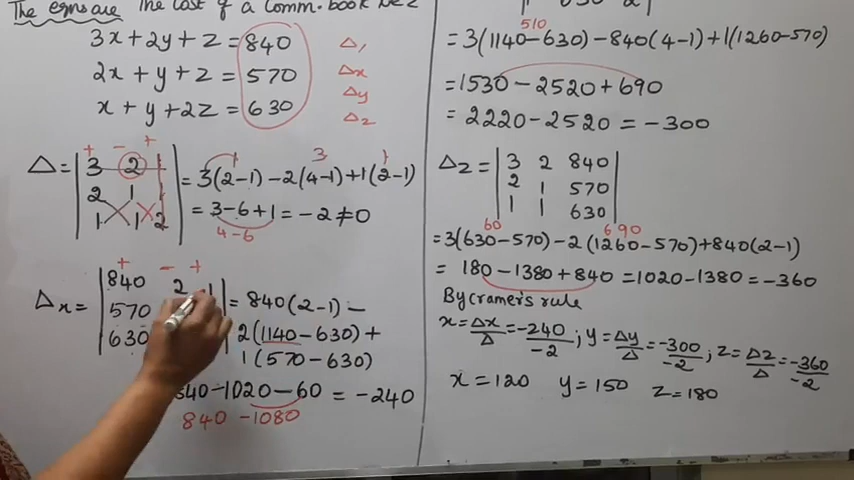 The
are the cost of a Comm. book
3x + 2y + z = 840 Δ₁
2x + y + z = 570 Δx
Δy
x + y + 2z = 630 Δz
+ - +
Δ = |3 2 1| = 3(2-1) - 2(4-1) + 1(2-1)
1 3 1
|2 1 1|
|1 1 2| = 3 - 6 + 1 = -2 ≠ 0
4 - 6
+ - +
Δx = |840 2 1| = 840(2-1) -
|570
|630 2(1140 - 630) +
1(570 - 630)
840 - 1020 - 60 = -240
840 - 1080
510
= 3(1140 - 630) - 840(4-1) + 1(1260 - 570)
= 1530 - 2520 + 690
= 2220 - 2520 = -300
Δz = |3 2 840|
|2 1 570|
|1 1 630|
60 690
= 3(630 - 570) - 2(1260 - 570) + 840(2-1)
= 180 - 1380 + 840 = 1020 - 1380 = -360
By cramer's rule
x = Δx/Δ = -240/-2 ; y = Δy/Δ = -300/-2 ; z = Δz/Δ = -360/-2
x = 120 y = 150 z = 180